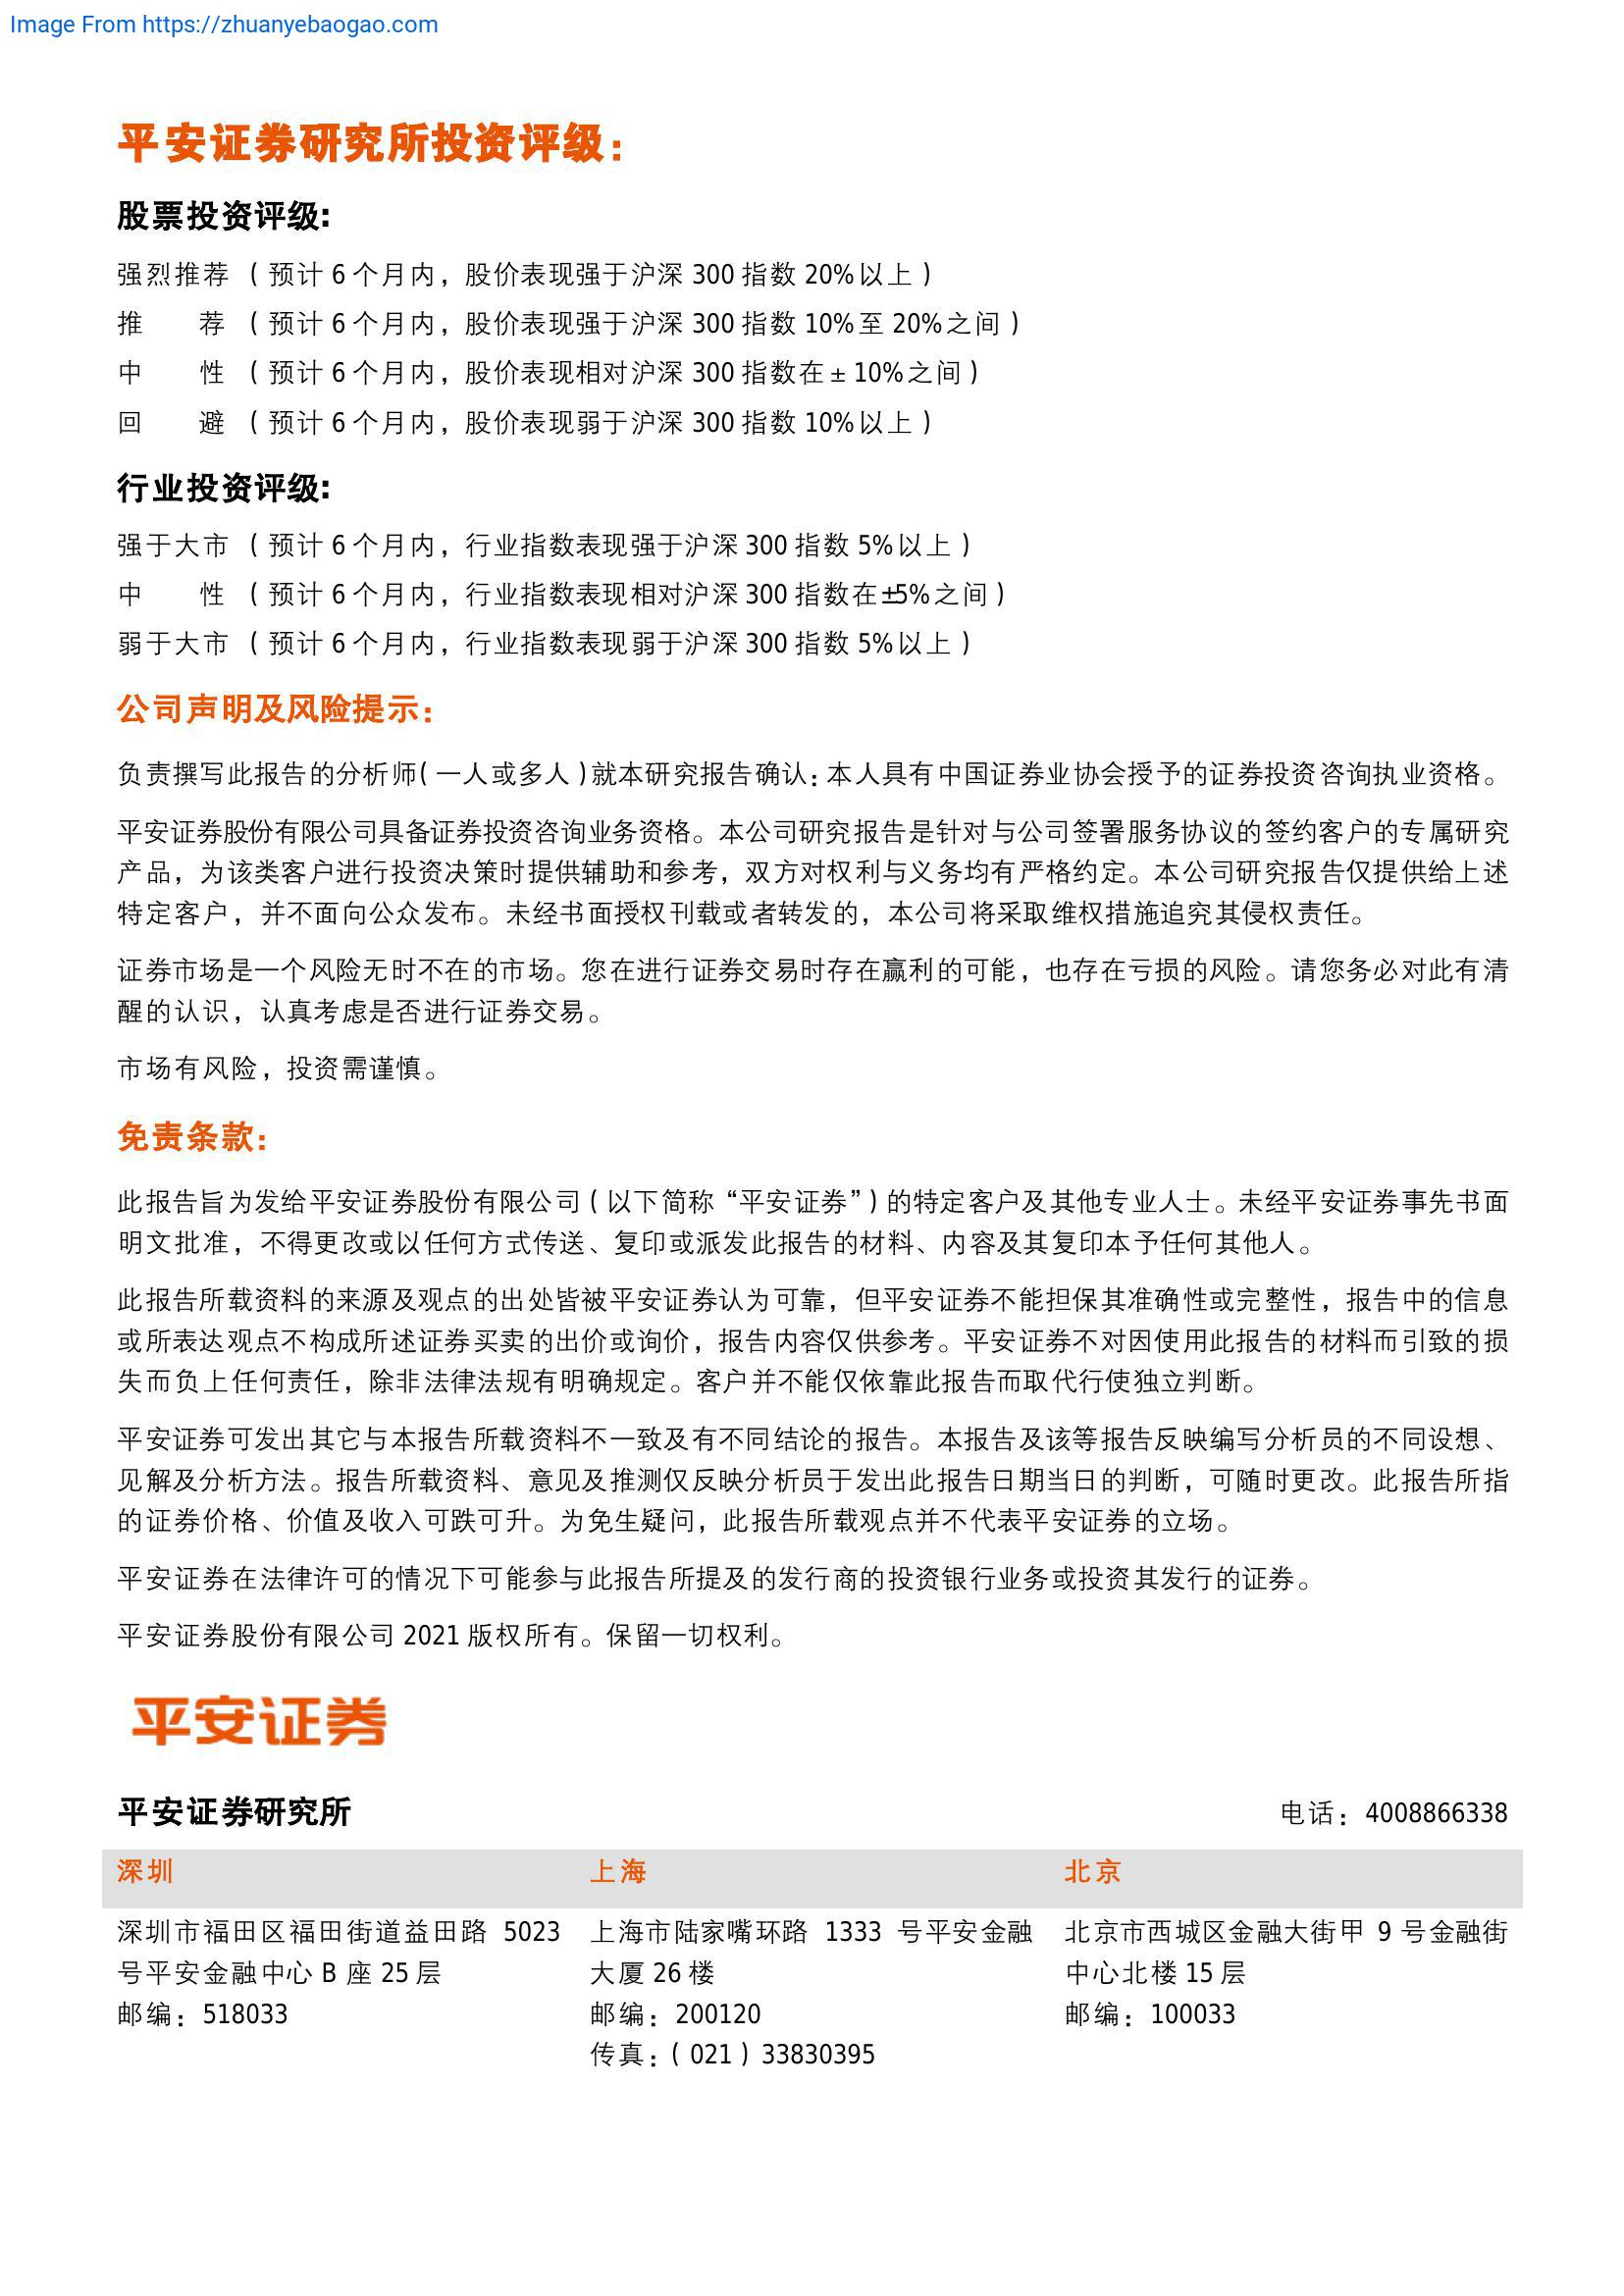 Image From https://zhuanyebaogao.com
平安证券研究所投资评级：
股票投资评级:
强烈推荐 （预计 6 个月内，股价表现强于沪深 300 指数 20%以上）
推　　荐 （预计 6 个月内，股价表现强于沪深 300 指数 10%至 20%之间）
中　　性 （预计 6 个月内，股价表现相对沪深 300 指数在± 10%之间）
回　　避 （预计 6 个月内，股价表现弱于沪深 300 指数 10%以上）
行业投资评级:
强于大市 （预计 6 个月内，行业指数表现强于沪深 300 指数 5%以上）
中　　性 （预计 6 个月内，行业指数表现相对沪深 300 指数在±5%之间）
弱于大市 （预计 6 个月内，行业指数表现弱于沪深 300 指数 5%以上）
公司声明及风险提示：
负责撰写此报告的分析师(一人或多人)就本研究报告确认：本人具有中国证券业协会授予的证券投资咨询执业资格。
平安证券股份有限公司具备证券投资咨询业务资格。本公司研究报告是针对与公司签署服务协议的签约客户的专属研究
产品，为该类客户进行投资决策时提供辅助和参考，双方对权利与义务均有严格约定。本公司研究报告仅提供给上述
特定客户，并不面向公众发布。未经书面授权刊载或者转发的，本公司将采取维权措施追究其侵权责任。
证券市场是一个风险无时不在的市场。您在进行证券交易时存在赢利的可能，也存在亏损的风险。请您务必对此有清
醒的认识，认真考虑是否进行证券交易。
市场有风险，投资需谨慎。
免责条款：
此报告旨为发给平安证券股份有限公司（以下简称“平安证券”）的特定客户及其他专业人士。未经平安证券事先书面
明文批准，不得更改或以任何方式传送、复印或派发此报告的材料、内容及其复印本予任何其他人。
此报告所载资料的来源及观点的出处皆被平安证券认为可靠，但平安证券不能担保其准确性或完整性，报告中的信息
或所表达观点不构成所述证券买卖的出价或询价，报告内容仅供参考。平安证券不对因使用此报告的材料而引致的损
失而负上任何责任，除非法律法规有明确规定。客户并不能仅依靠此报告而取代行使独立判断。
平安证券可发出其它与本报告所载资料不一致及有不同结论的报告。本报告及该等报告反映编写分析员的不同设想、
见解及分析方法。报告所载资料、意见及推测仅反映分析员于发出此报告日期当日的判断，可随时更改。此报告所指
的证券价格、价值及收入可跌可升。为免生疑问，此报告所载观点并不代表平安证券的立场。
平安证券在法律许可的情况下可能参与此报告所提及的发行商的投资银行业务或投资其发行的证券。
平安证券股份有限公司 2021 版权所有。保留一切权利。
平安证券
平安证券研究所
电话：4008866338
深圳
深圳市福田区福田街道益田路 5023
号平安金融中心 B 座 25 层
邮编：518033
上海
上海市陆家嘴环路 1333 号平安金融
大厦 26 楼
邮编：200120
传真：（021）33830395
北京
北京市西城区金融大街甲 9 号金融街
中心北楼 15 层
邮编：100033